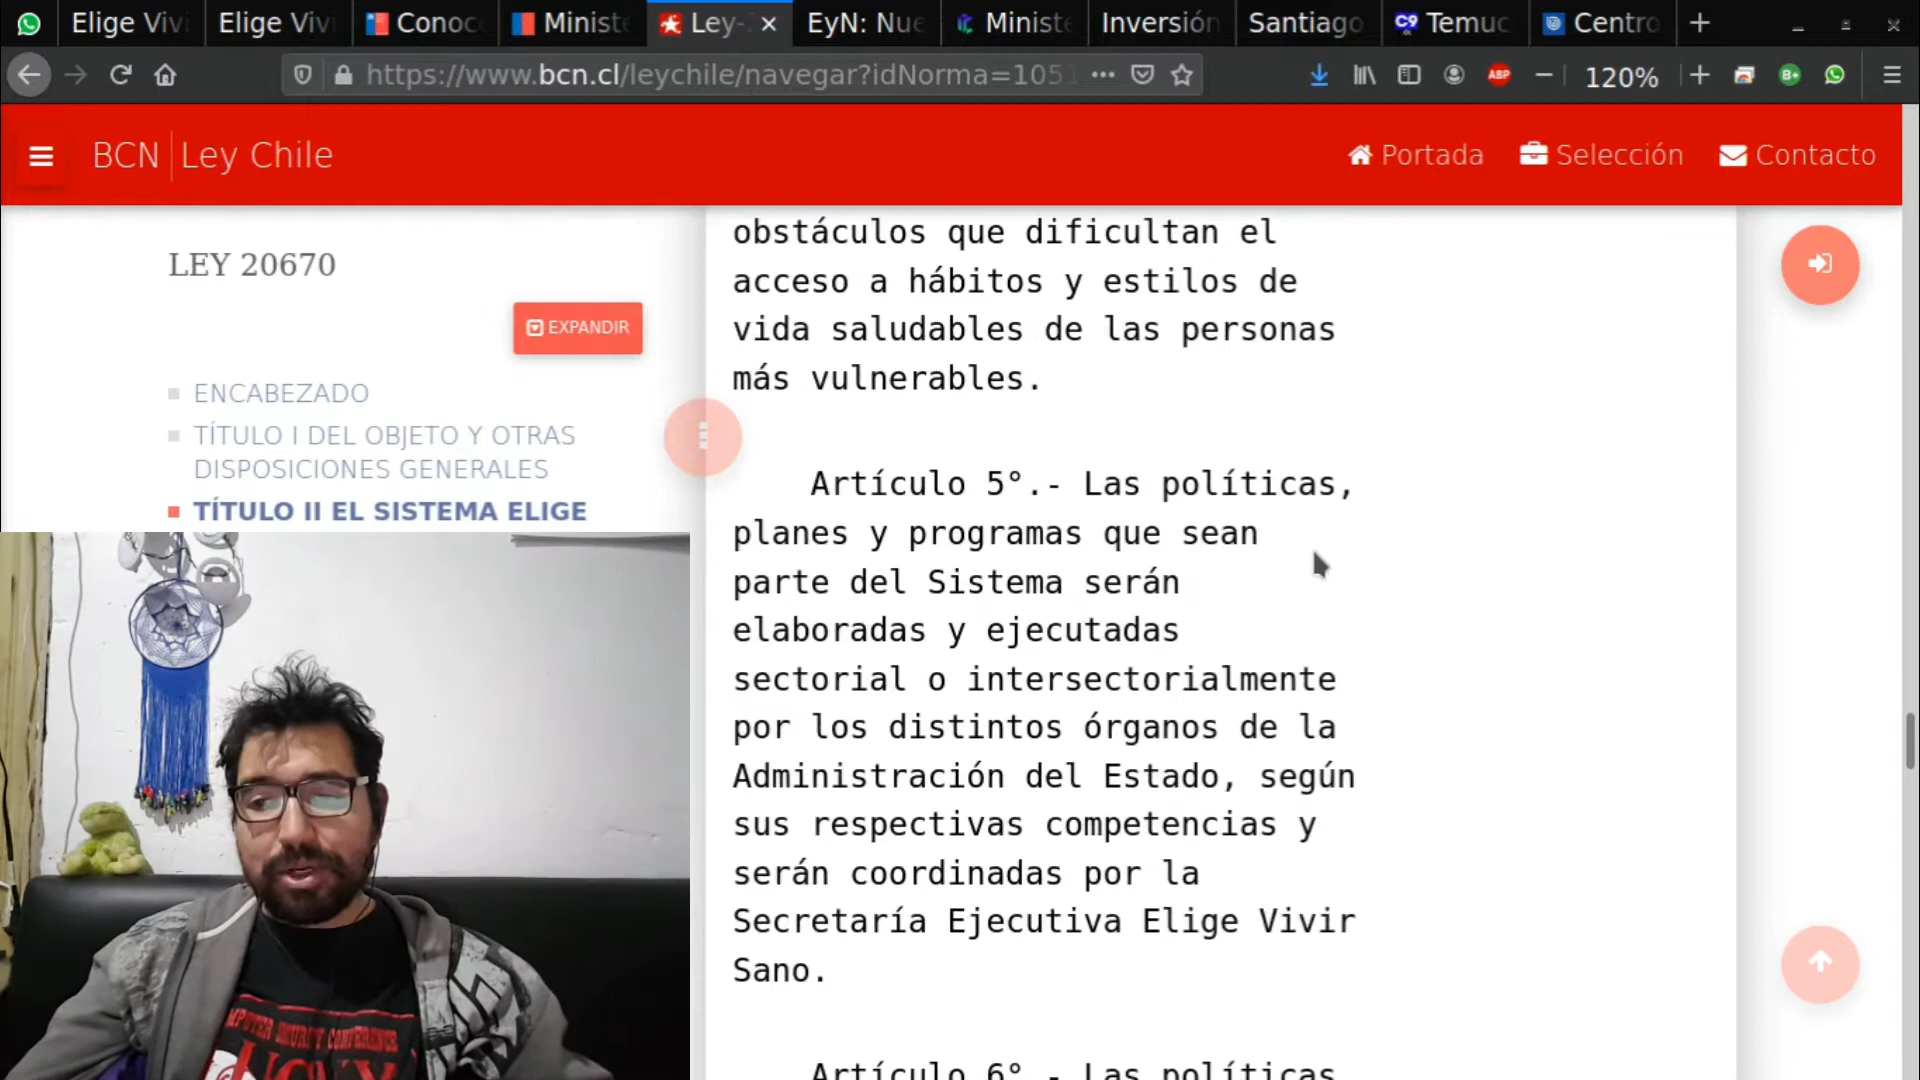 Elige Vivi
Elige Vivi
Conoc
Ministe
Ley-
EyN: Nue
Ministe
Inversión
Santiago
C9 Temuc
Centro
https://www.bcn.cl/leychile/navegar?idNorma=1051
ABP
120%
B+
BCN | Ley Chile
Portada
Selección
Contacto
LEY 20670
EXPANDIR
ENCABEZADO
TÍTULO I DEL OBJETO Y OTRAS
DISPOSICIONES GENERALES
TÍTULO II EL SISTEMA ELIGE
obstáculos que dificultan el
acceso a hábitos y estilos de
vida saludables de las personas
más vulnerables.
Artículo 5°.- Las políticas,
planes y programas que sean
parte del Sistema serán
elaboradas y ejecutadas
sectorial o intersectorialmente
por los distintos órganos de la
Administración del Estado, según
sus respectivas competencias y
serán coordinadas por la
Secretaría Ejecutiva Elige Vivir
Sano.
Artículo 6°.- Las políticas